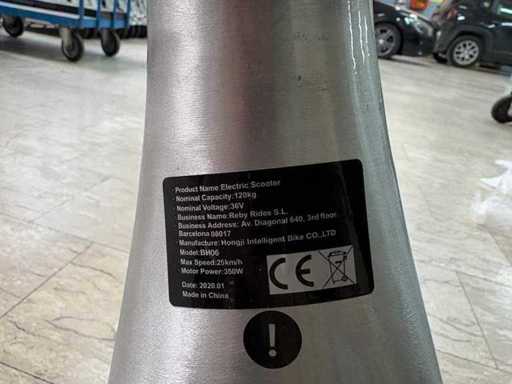 Product Name:Electric Scooter
Nominal Capacity:120kg
Nominal Voltage:36V
Business Name:Reby Rides S.L.
Business Address: Av. Diagonal 640, 3rd floor
Barcelona 08017
Manufacture: Hongji Intelligent Bike CO.,LTD
Model:BH06
Max Speed:25km/h
Motor Power:350W
Date: 2020.01
Made in China
CE
!